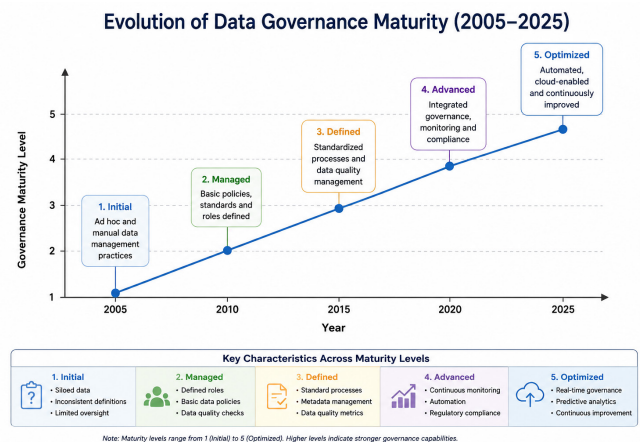 Evolution of Data Governance Maturity (2005–2025)
5. Optimized
Automated,
cloud-enabled
and continuously
improved
4. Advanced
Integrated
governance,
monitoring and
compliance
3. Defined
Standardized
processes and
data quality
management
2. Managed
Basic policies,
standards and
roles defined
1. Initial
Ad hoc and
manual data
management
practices
Governance Maturity Level
5
4
3
2
1
2005
2010
2015
2020
2025
Year
Key Characteristics Across Maturity Levels
1. Initial
• Siloed data
• Inconsistent definitions
• Limited oversight
2. Managed
• Defined roles
• Basic data policies
• Data quality checks
3. Defined
• Standard processes
• Metadata management
• Data quality metrics
4. Advanced
• Continuous monitoring
• Automation
• Regulatory compliance
5. Optimized
• Real-time governance
• Predictive analytics
• Continuous improvement
Note: Maturity levels range from 1 (Initial) to 5 (Optimized). Higher levels indicate stronger governance capabilities.